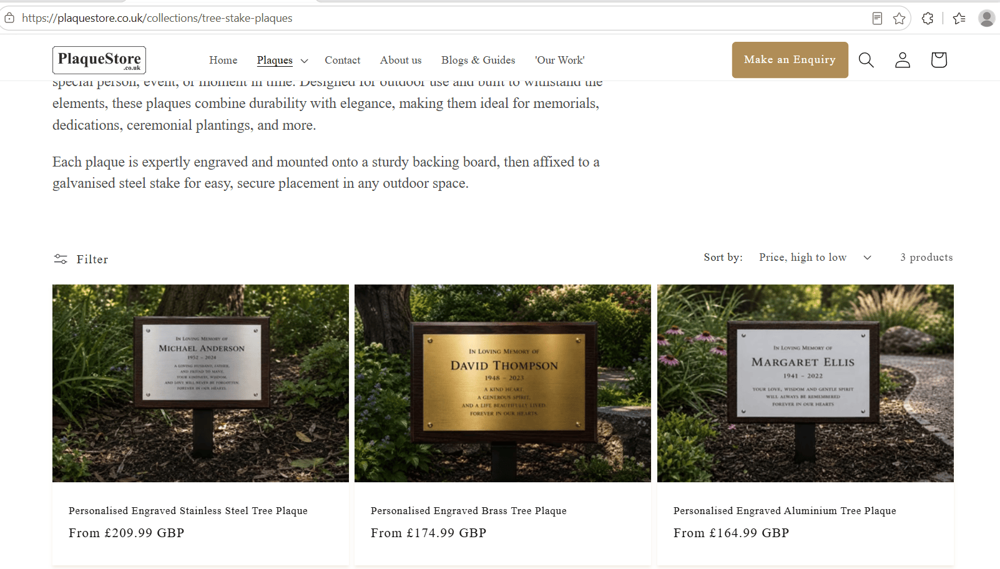 https://plaquestore.co.uk/collections/tree-stake-plaques
PlaqueStore
.co.uk
Home
Plaques
Contact
About us
Blogs & Guides
'Our Work'
Make an Enquiry
special person, event, or moment in time. Designed for outdoor use and built to withstand the
elements, these plaques combine durability with elegance, making them ideal for memorials,
dedications, ceremonial plantings, and more.
Each plaque is expertly engraved and mounted onto a sturdy backing board, then affixed to a
galvanised steel stake for easy, secure placement in any outdoor space.
Filter
Sort by:
Price, high to low
3 products
IN LOVING MEMORY OF
MICHAEL ANDERSON
1952 – 2024
A LOVING HUSBAND, FATHER,
AND FRIEND TO MANY.
YOUR KINDNESS, WISDOM,
AND LOVE WILL NEVER BE FORGOTTEN.
FOREVER IN OUR HEARTS.
IN LOVING MEMORY OF
DAVID THOMPSON
1948 – 2023
A KIND HEART,
A GENEROUS SPIRIT,
AND A LIFE BEAUTIFULLY LIVED.
FOREVER IN OUR HEARTS.
IN LOVING MEMORY OF
MARGARET ELLIS
1941 – 2022
YOUR LOVE, WISDOM AND GENTLE SPIRIT
WILL ALWAYS BE REMEMBERED
FOREVER IN OUR HEARTS
Personalised Engraved Stainless Steel Tree Plaque
From £209.99 GBP
Personalised Engraved Brass Tree Plaque
From £174.99 GBP
Personalised Engraved Aluminium Tree Plaque
From £164.99 GBP